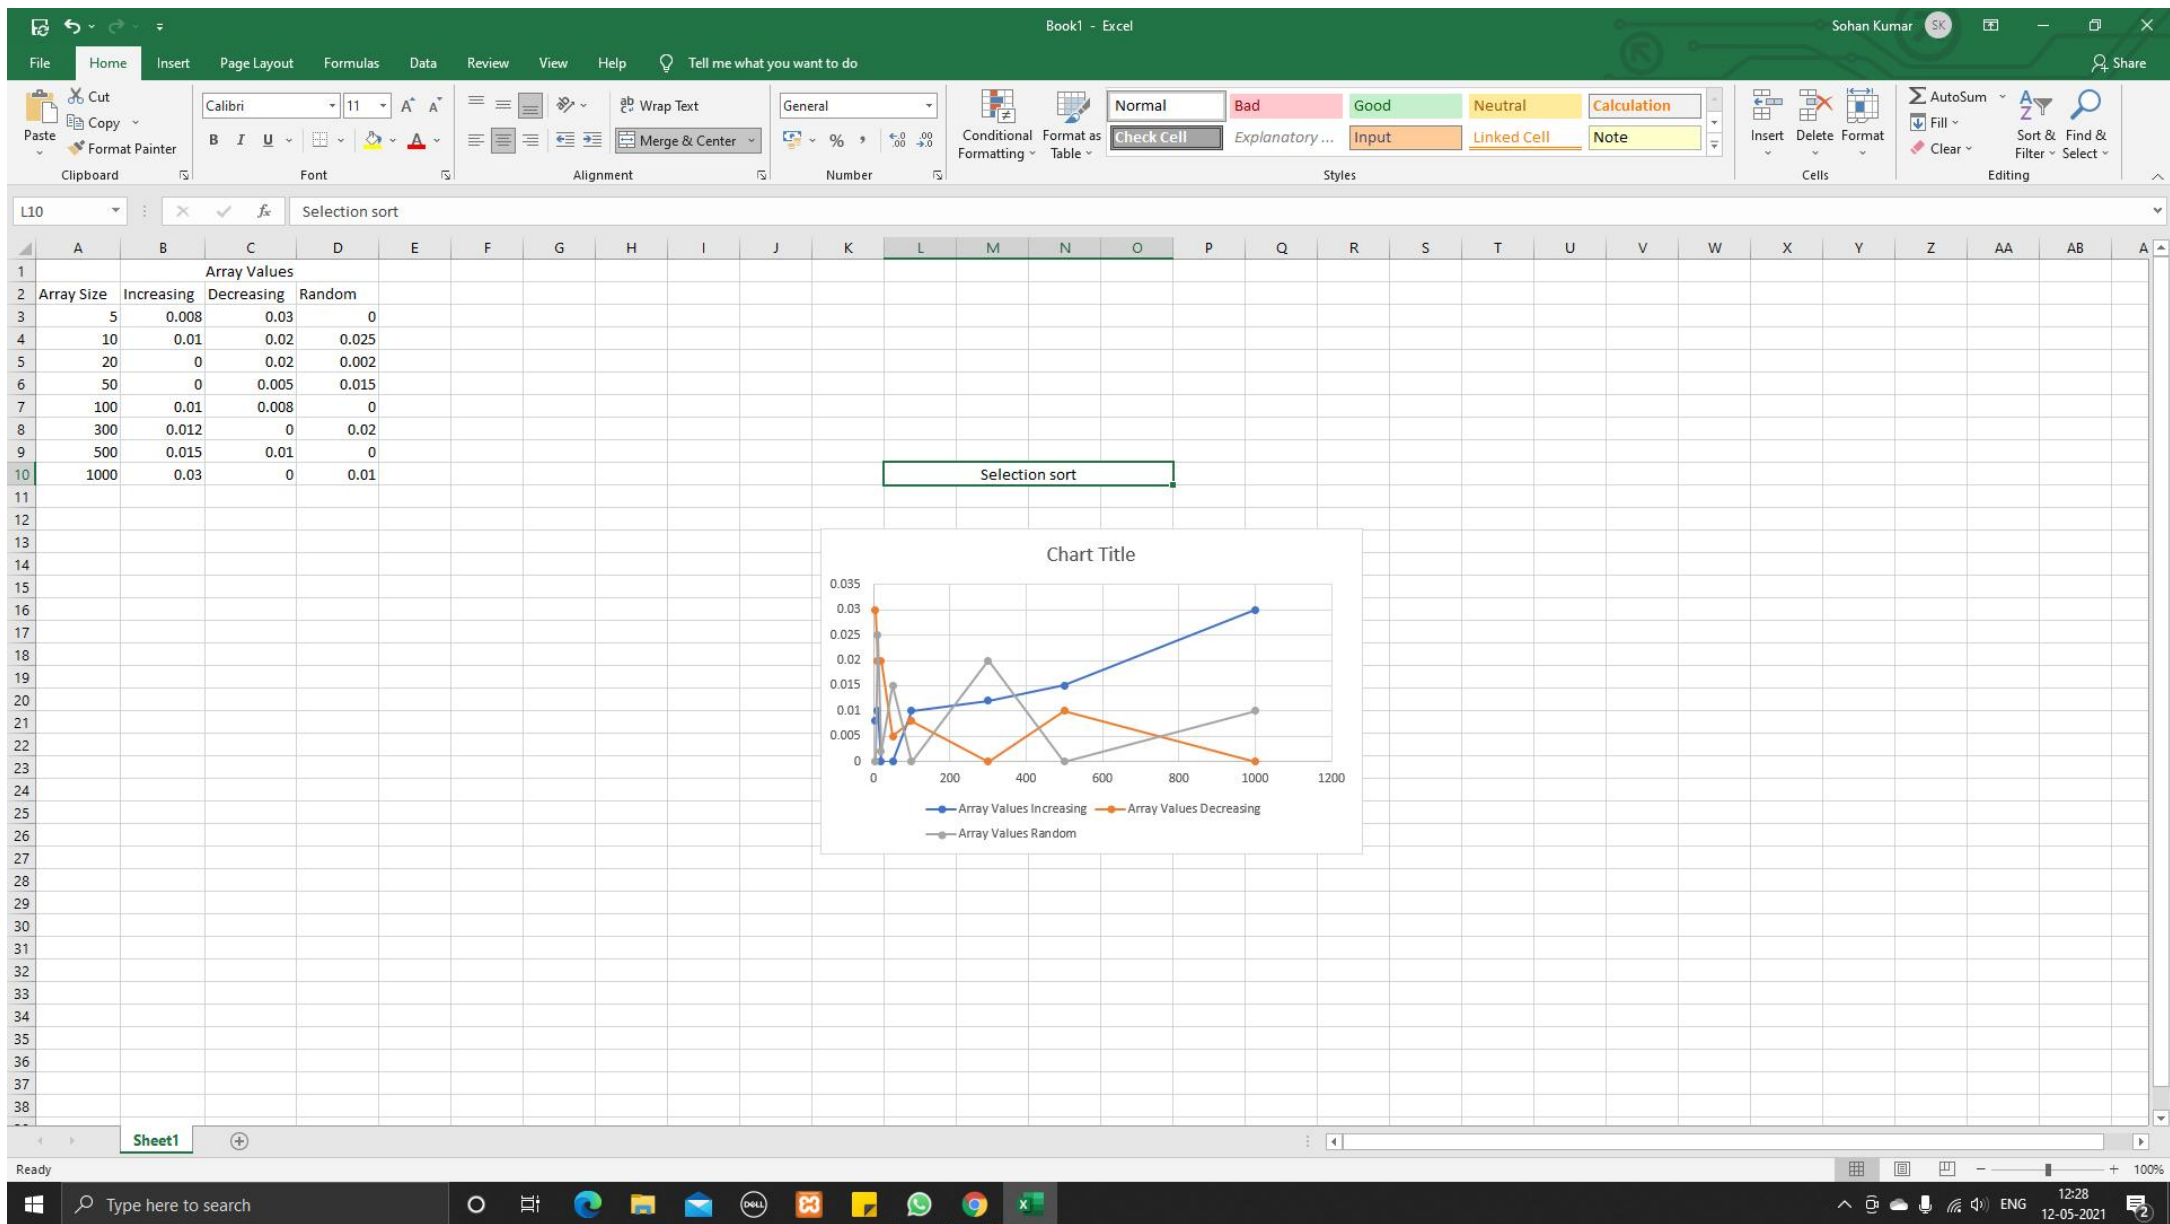 Book1 - Excel
Sohan Kumar SK
File Home Insert Page Layout Formulas Data Review View Help Tell me what you want to do Share
Paste
Cut
Copy
Format Painter
Clipboard
Calibri 11
B I U
Font
Wrap Text
Merge & Center
Alignment
General
Number
Conditional Formatting
Format as Table
Normal Bad Good Neutral Calculation
Check Cell Explanatory ... Input Linked Cell Note
Styles
Insert Delete Format
Cells
AutoSum
Fill
Clear
Sort & Filter
Find & Select
Editing
L10 fx Selection sort
A B C D E F G H I J K L M N O P Q R S T U V W X Y Z AA AB A
1 Array Values
2 Array Size Increasing Decreasing Random
3 5 0.008 0.03 0
4 10 0.01 0.02 0.025
5 20 0 0.02 0.002
6 50 0 0.005 0.015
7 100 0.01 0.008 0
8 300 0.012 0 0.02
9 500 0.015 0.01 0
10 1000 0.03 0 0.01 Selection sort
11
12
13
14
15
16
17
18
19
20
21
22
23
24
25
26
27
28
29
30
31
32
33
34
35
36
37
38
Chart Title
0.035
0.03
0.025
0.02
0.015
0.01
0.005
0
0 200 400 600 800 1000 1200
Array Values Increasing Array Values Decreasing
Array Values Random
Sheet1
Ready
100%
Type here to search
DELL
ENG
12:28
12-05-2021
2